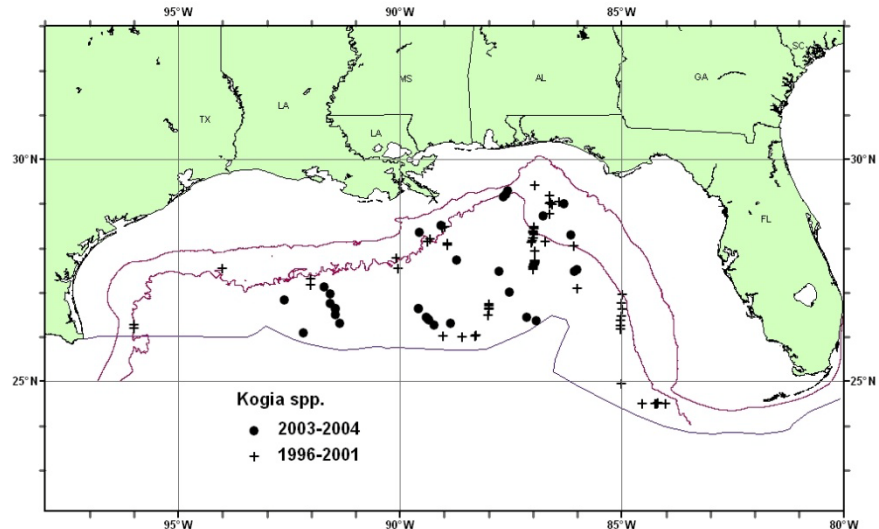 95°W 90°W 85°W 80°W
SC
MS AL GA
TX LA
LA
30°N 30°N
FL
25°N 25°N
Kogia spp.
2003-2004
1996-2001
95°W 90°W 85°W 80°W